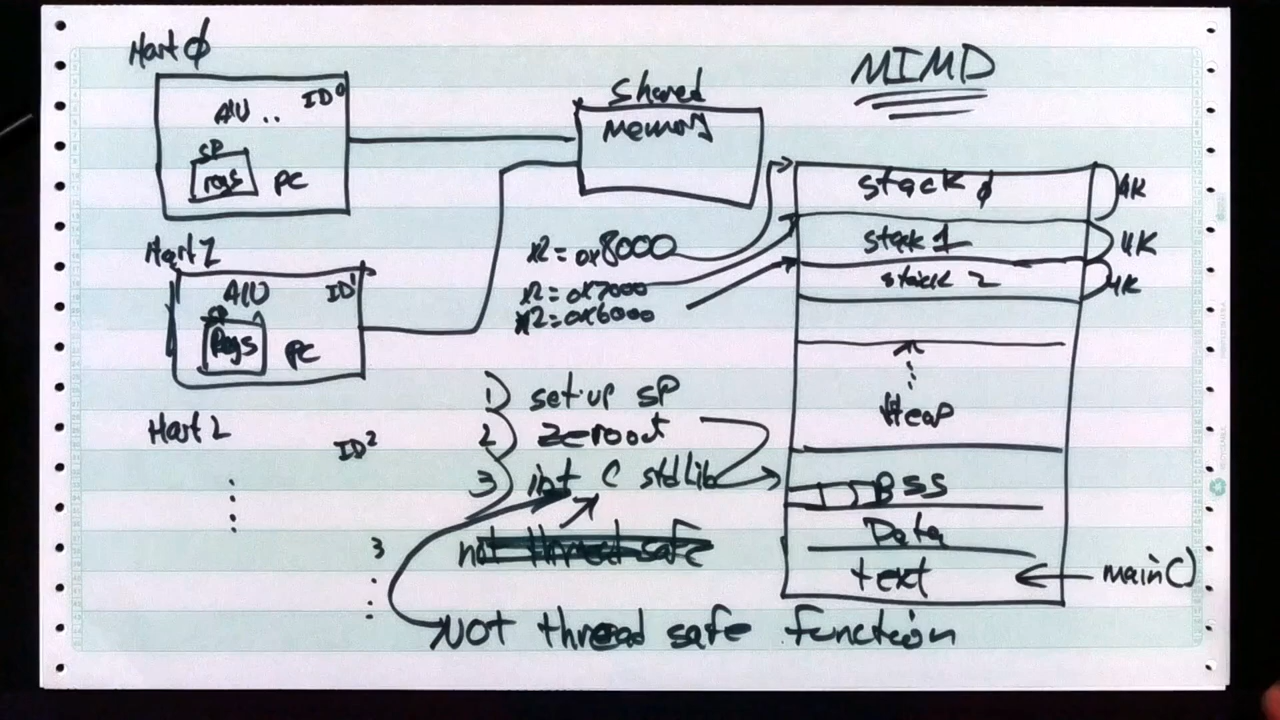 Hart 0
ALU ..
ID0
SP
regs
PC
Shared
Memory
MIMD
stack 0
4K
stack 1
4K
stack 2
4K
x2=0x8000
x2=0x7000
x2=0x6000
Hart 1
ALU
ID1
SP
Regs
PC
Hart 2
ID2
3
1) set-up SP
2) zero out
3) init C stdLib
not thread safe
NOT thread safe function
Heap
BSS
Data
text
main()